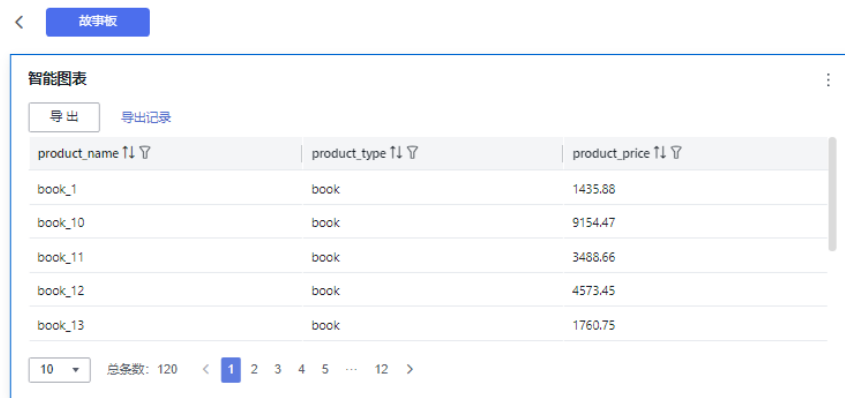 故事板
智能图表
导出 导出记录
product_name product_type product_price
book_1 book 1435.88
book_10 book 9154.47
book_11 book 3488.66
book_12 book 4573.45
book_13 book 1760.75
10 总条数：120 < 1 2 3 4 5 ··· 12 >